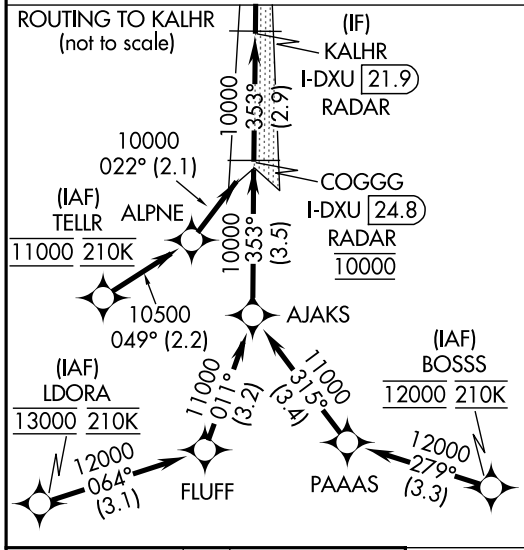 ROUTING TO KALHR
(not to scale)
(IF)
KALHR
I-DXU 21.9
RADAR
10000
353°
(2.9)
10000
022° (2.1)
COGGG
I-DXU 24.8
RADAR
10000
(IAF)
TELLR
11000 210K
ALPNE
10000
353°
(3.5)
10500
049° (2.2)
AJAKS
(IAF)
LDORA
13000 210K
11000
011°
(3.2)
11000
315°
(3.4)
(IAF)
BOSSS
12000 210K
12000
064°
(3.1)
FLUFF
PAAAS
12000
279°
(3.3)